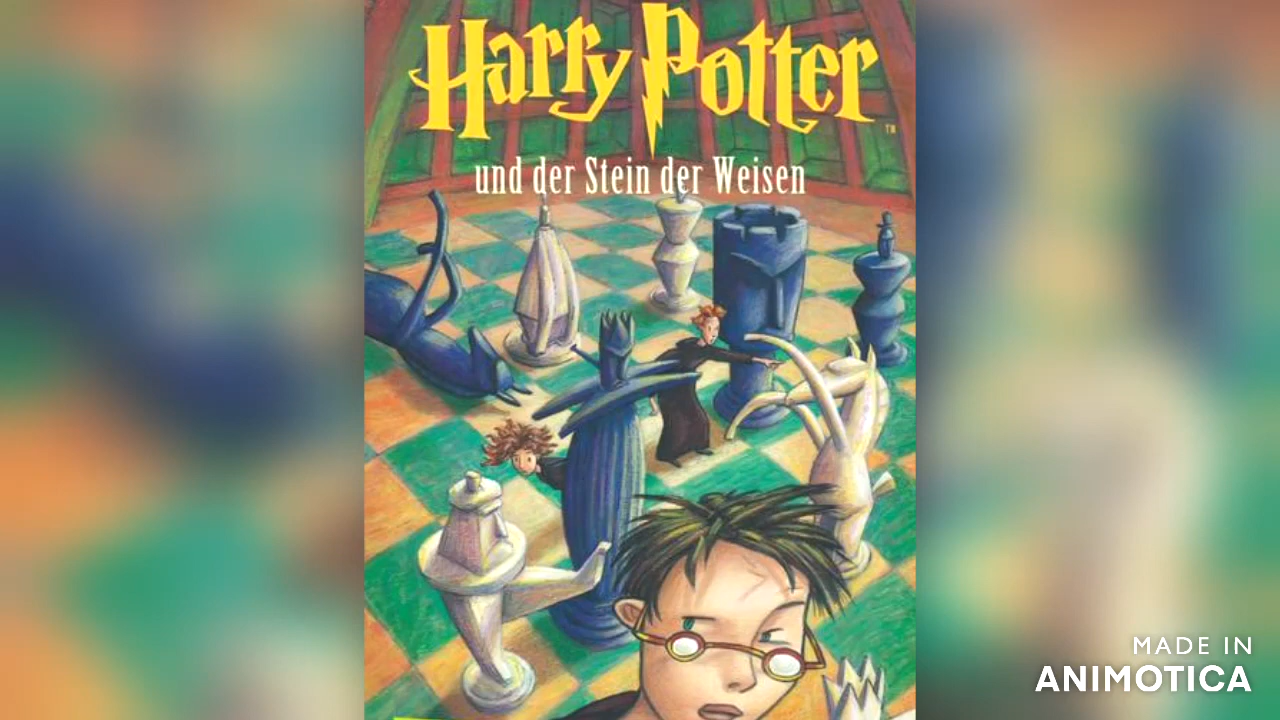 Harry Potter
TM
und der Stein der Weisen
MADE IN
ANIMOTICA